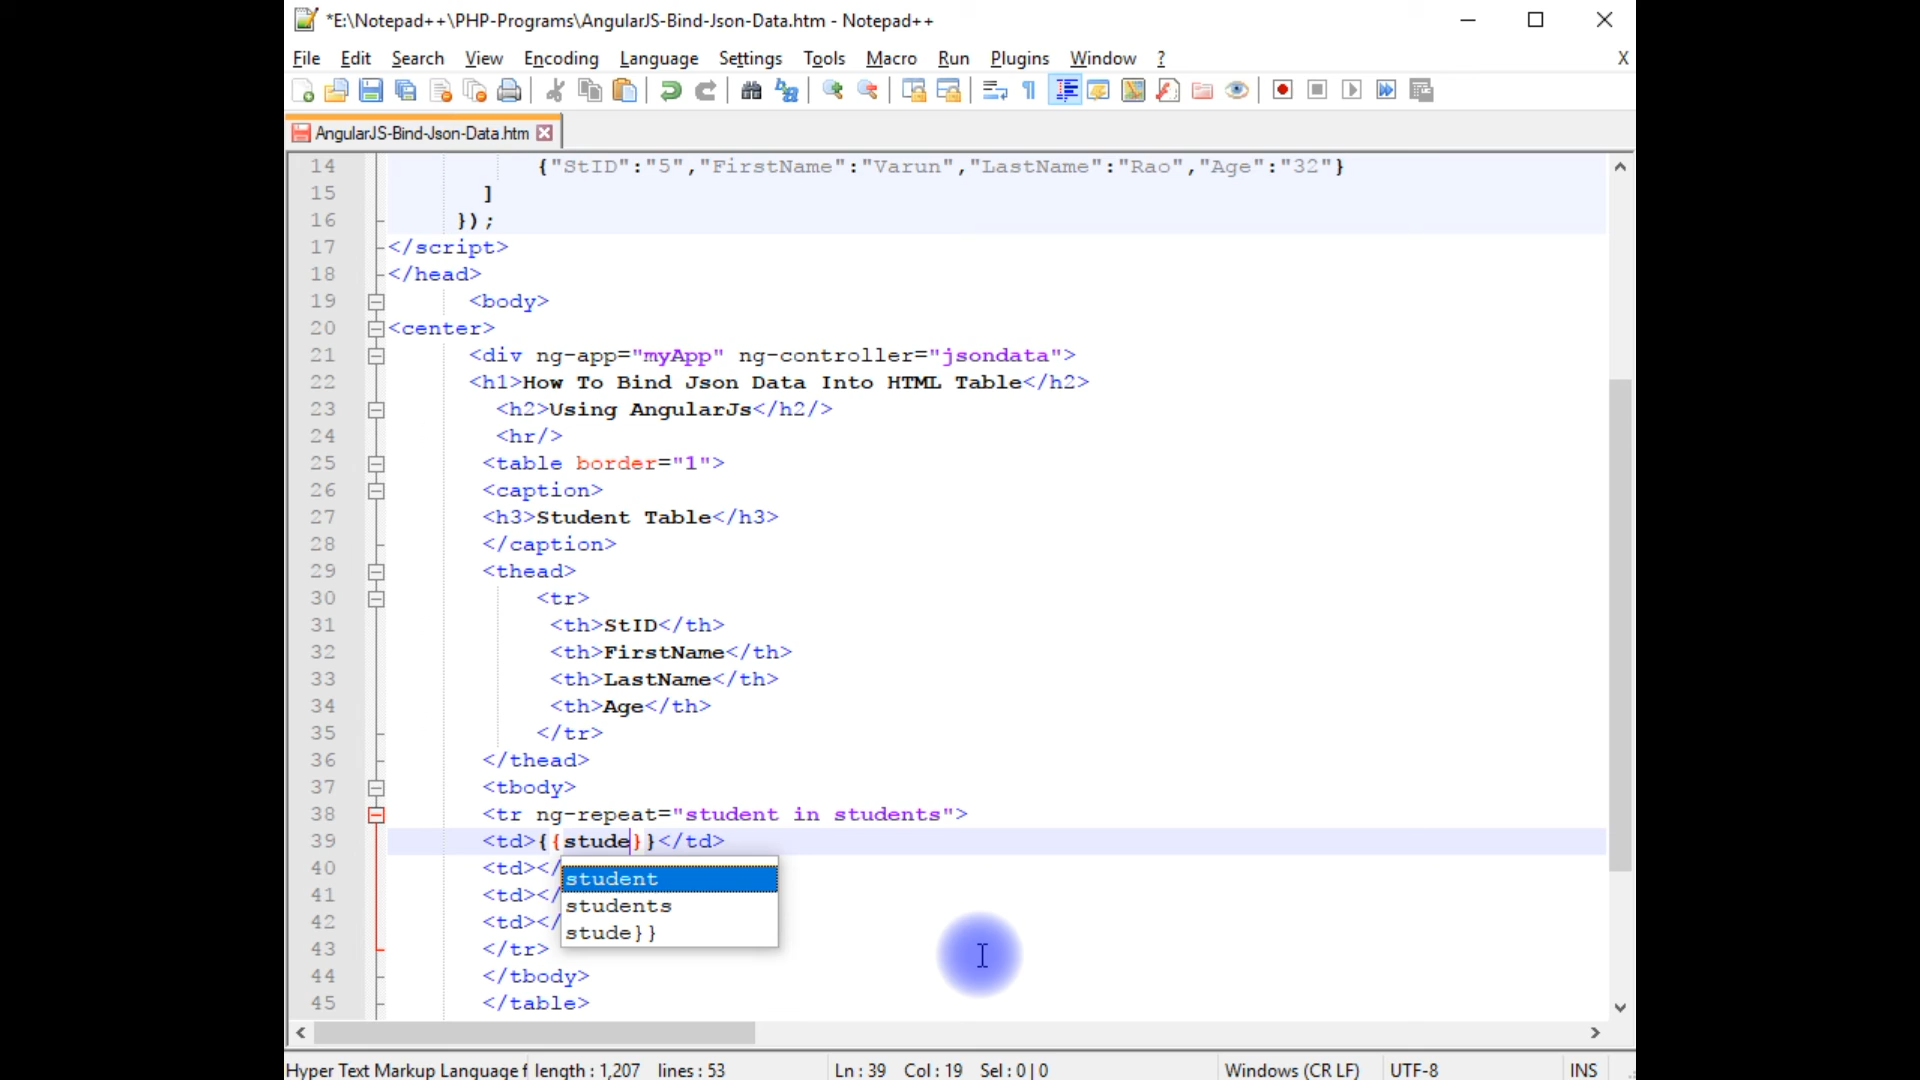 *E:\Notepad++\PHP-Programs\AngularJS-Bind-Json-Data.htm - Notepad++
File Edit Search View Encoding Language Settings Tools Macro Run Plugins Window ? X
AngularJS-Bind-Json-Data.htm
14 {"StID":"5","FirstName":"Varun","LastName":"Rao","Age":"32"}
15 ]
16 });
17 </script>
18 </head>
19 <body>
20 <center>
21 <div ng-app="myApp" ng-controller="jsondata">
22 <h1>How To Bind Json Data Into HTML Table</h2>
23 <h2>Using AngularJs</h2/>
24 <hr/>
25 <table border="1">
26 <caption>
27 <h3>Student Table</h3>
28 </caption>
29 <thead>
30 <tr>
31 <th>StID</th>
32 <th>FirstName</th>
33 <th>LastName</th>
34 <th>Age</th>
35 </tr>
36 </thead>
37 <tbody>
38 <tr ng-repeat="student in students">
39 <td>{{stude}}</td>
40 <td></
student
41 <td></
students
42 <td></
stude}}
43 </tr>
44 </tbody>
45 </table>
Hyper Text Markup Language f length : 1,207 lines : 53 Ln : 39 Col : 19 Sel : 0 | 0 Windows (CR LF) UTF-8 INS